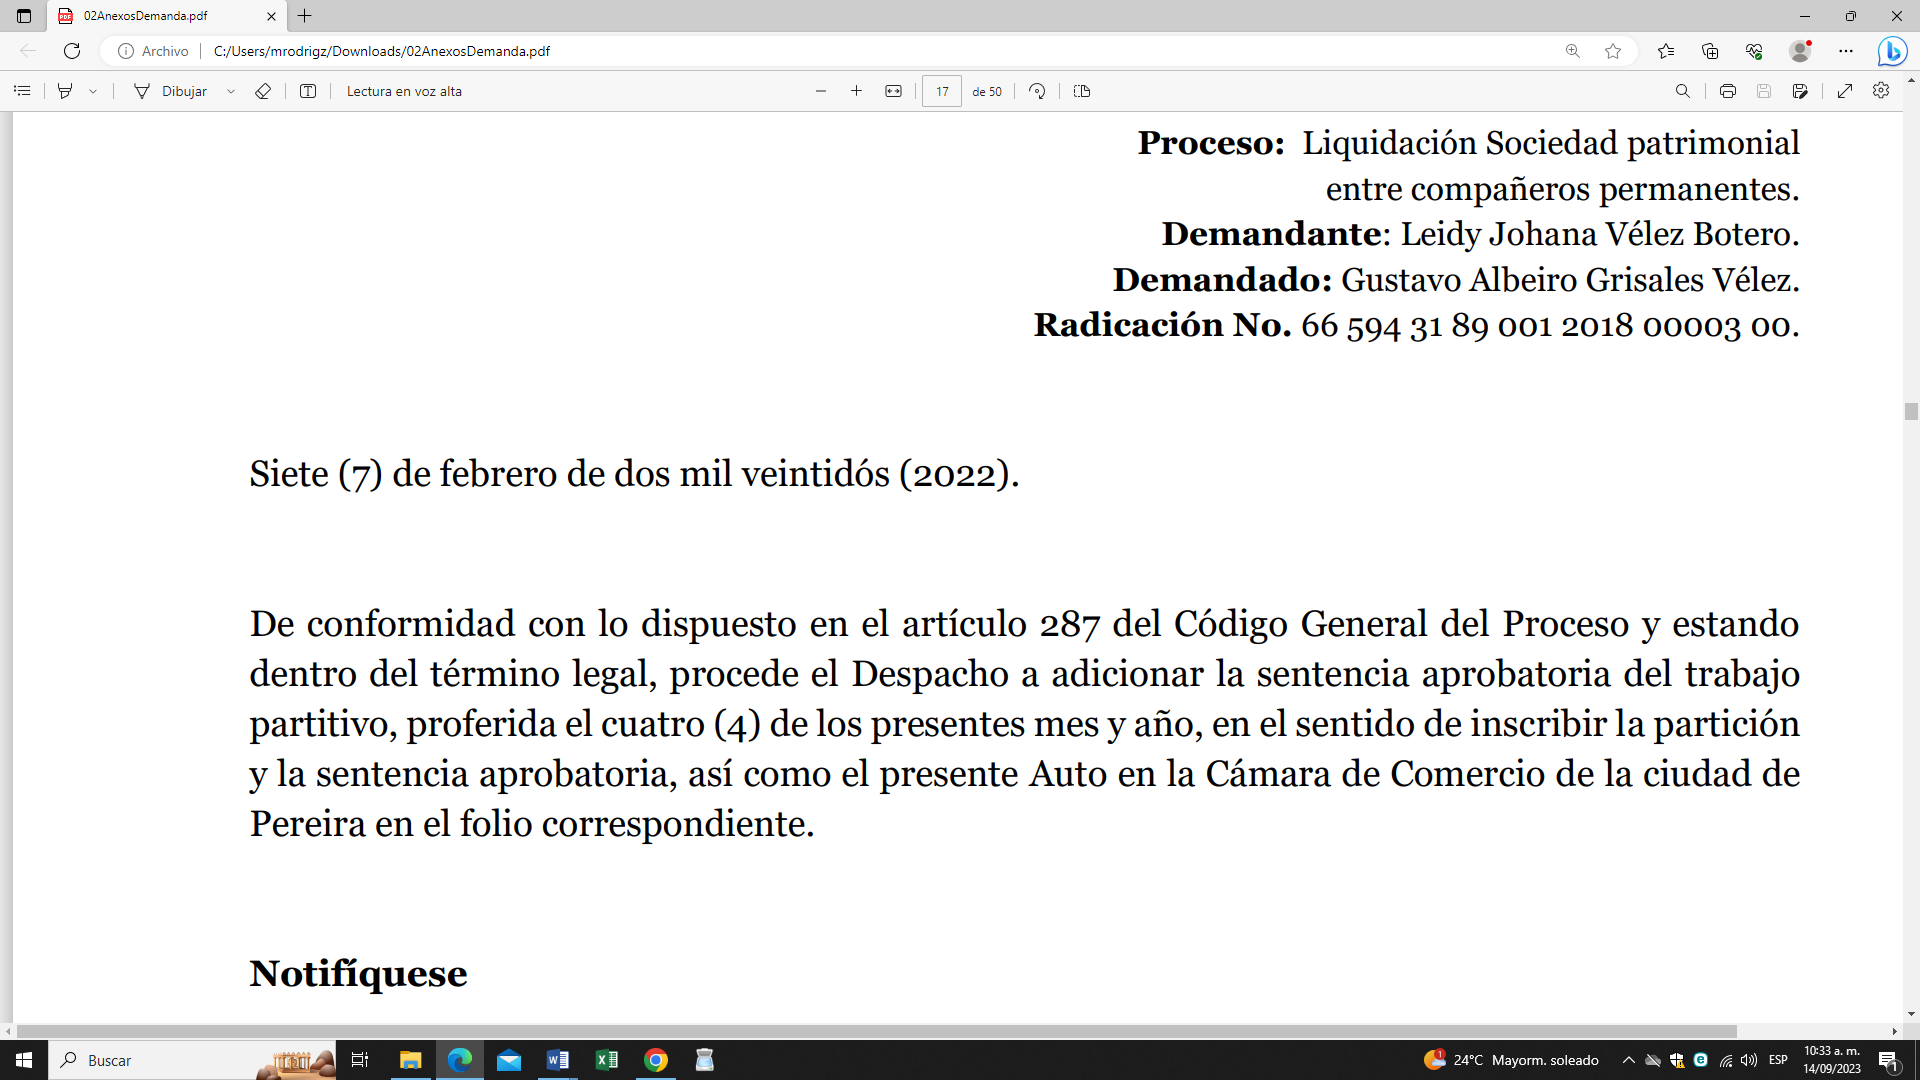 02AnexosDemanda.pdf
Archivo
C:/Users/mrodrigz/Downloads/02AnexosDemanda.pdf
Dibujar
Lectura en voz alta
17
de 50
Proceso: Liquidación Sociedad patrimonial
entre compañeros permanentes.
Demandante: Leidy Johana Vélez Botero.
Demandado: Gustavo Albeiro Grisales Vélez.
Radicación No. 66 594 31 89 001 2018 00003 00.
Siete (7) de febrero de dos mil veintidós (2022).
De conformidad con lo dispuesto en el artículo 287 del Código General del Proceso y estando
dentro del término legal, procede el Despacho a adicionar la sentencia aprobatoria del trabajo
partitivo, proferida el cuatro (4) de los presentes mes y año, en el sentido de inscribir la partición
y la sentencia aprobatoria, así como el presente Auto en la Cámara de Comercio de la ciudad de
Pereira en el folio correspondiente.
Notifíquese
Buscar
24°C Mayorm. soleado
ESP
10:33 a. m.
14/09/2023